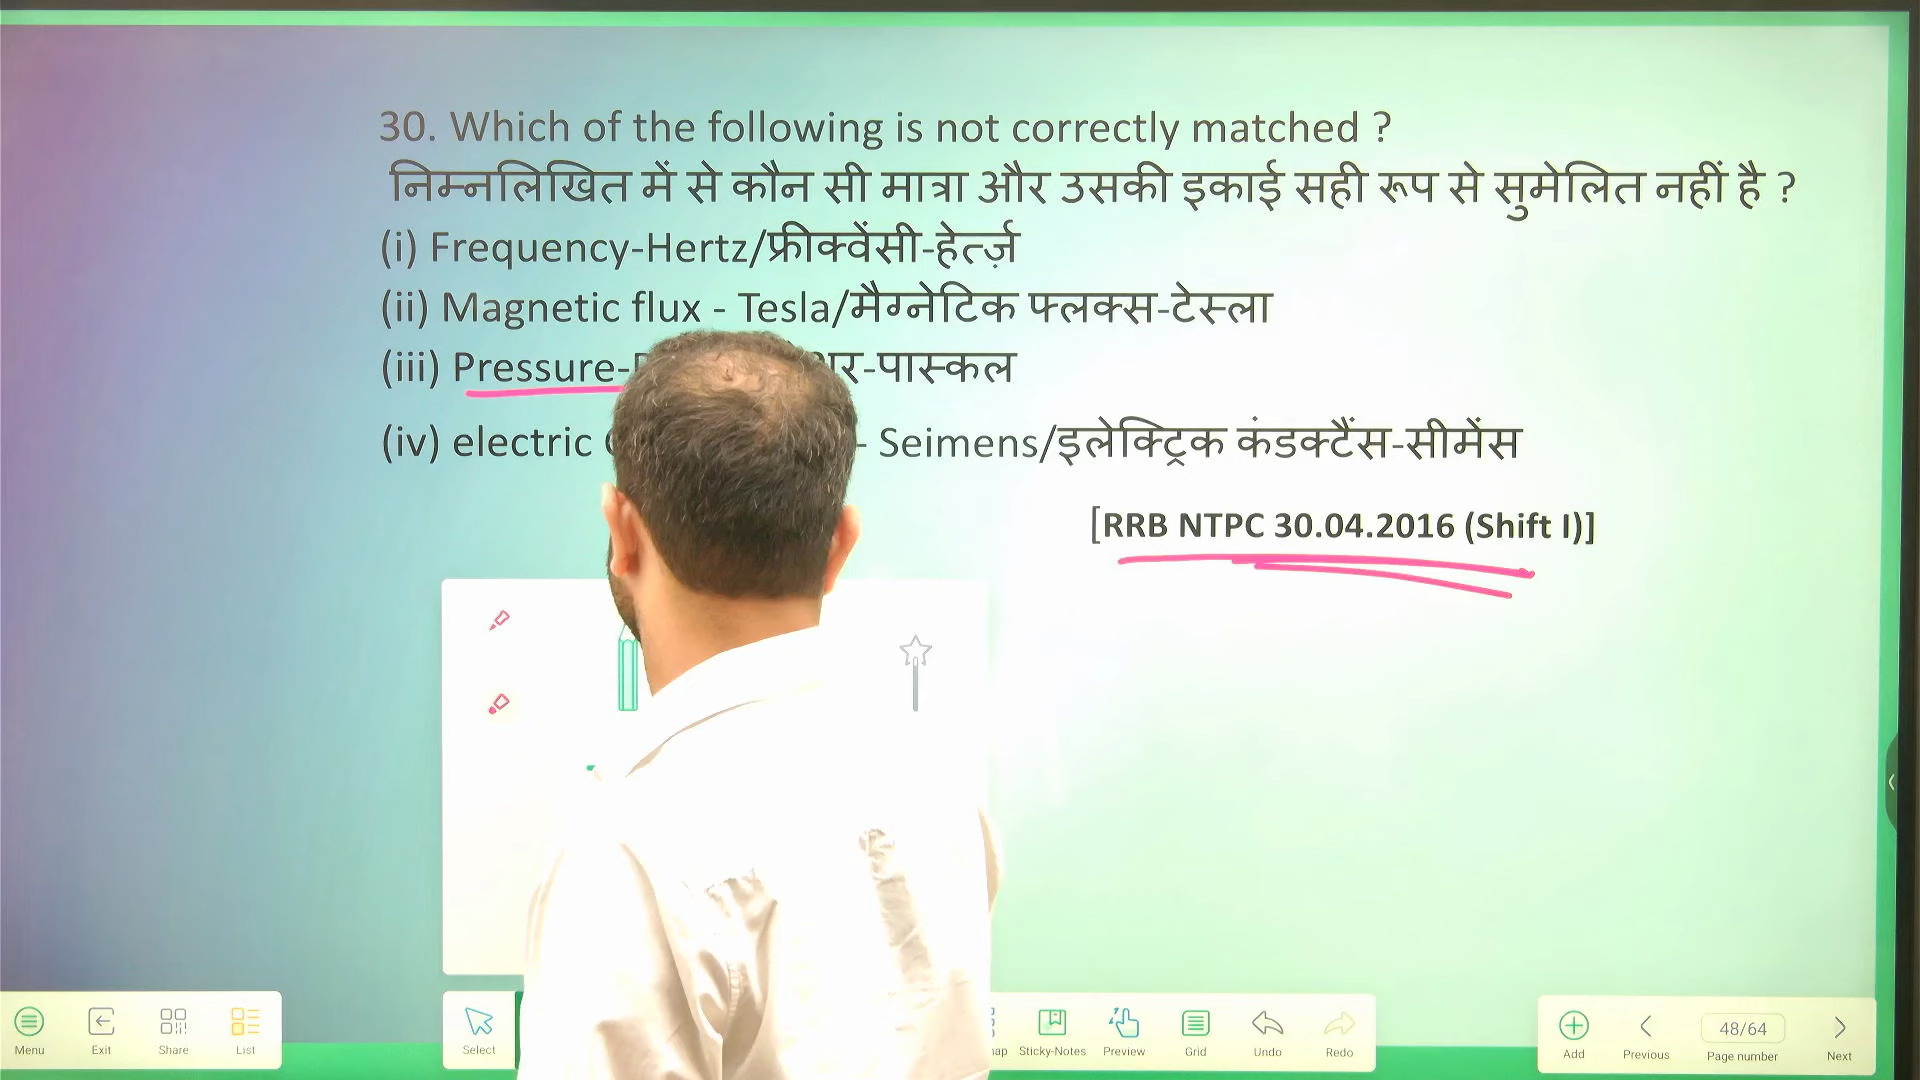 30. Which of the following is not correctly matched ?
निम्नलिखित में से कौन सी मात्रा और उसकी इकाई सही रूप से सुमेलित नहीं है ?
(i) Frequency-Hertz/फ्रीक्वेंसी-हेर्त्ज़
(ii) Magnetic flux - Tesla/मैग्नेटिक फ्लक्स-टेस्ला
(iii) Pressure- -पास्कल
(iv) electric - Seimens/इलेक्ट्रिक कंडक्टैंस-सीमेंस
[RRB NTPC 30.04.2016 (Shift I)]
Menu Exit Share List Select Sticky-Notes Preview Grid Undo Redo Add Previous 48/64 Page number Next